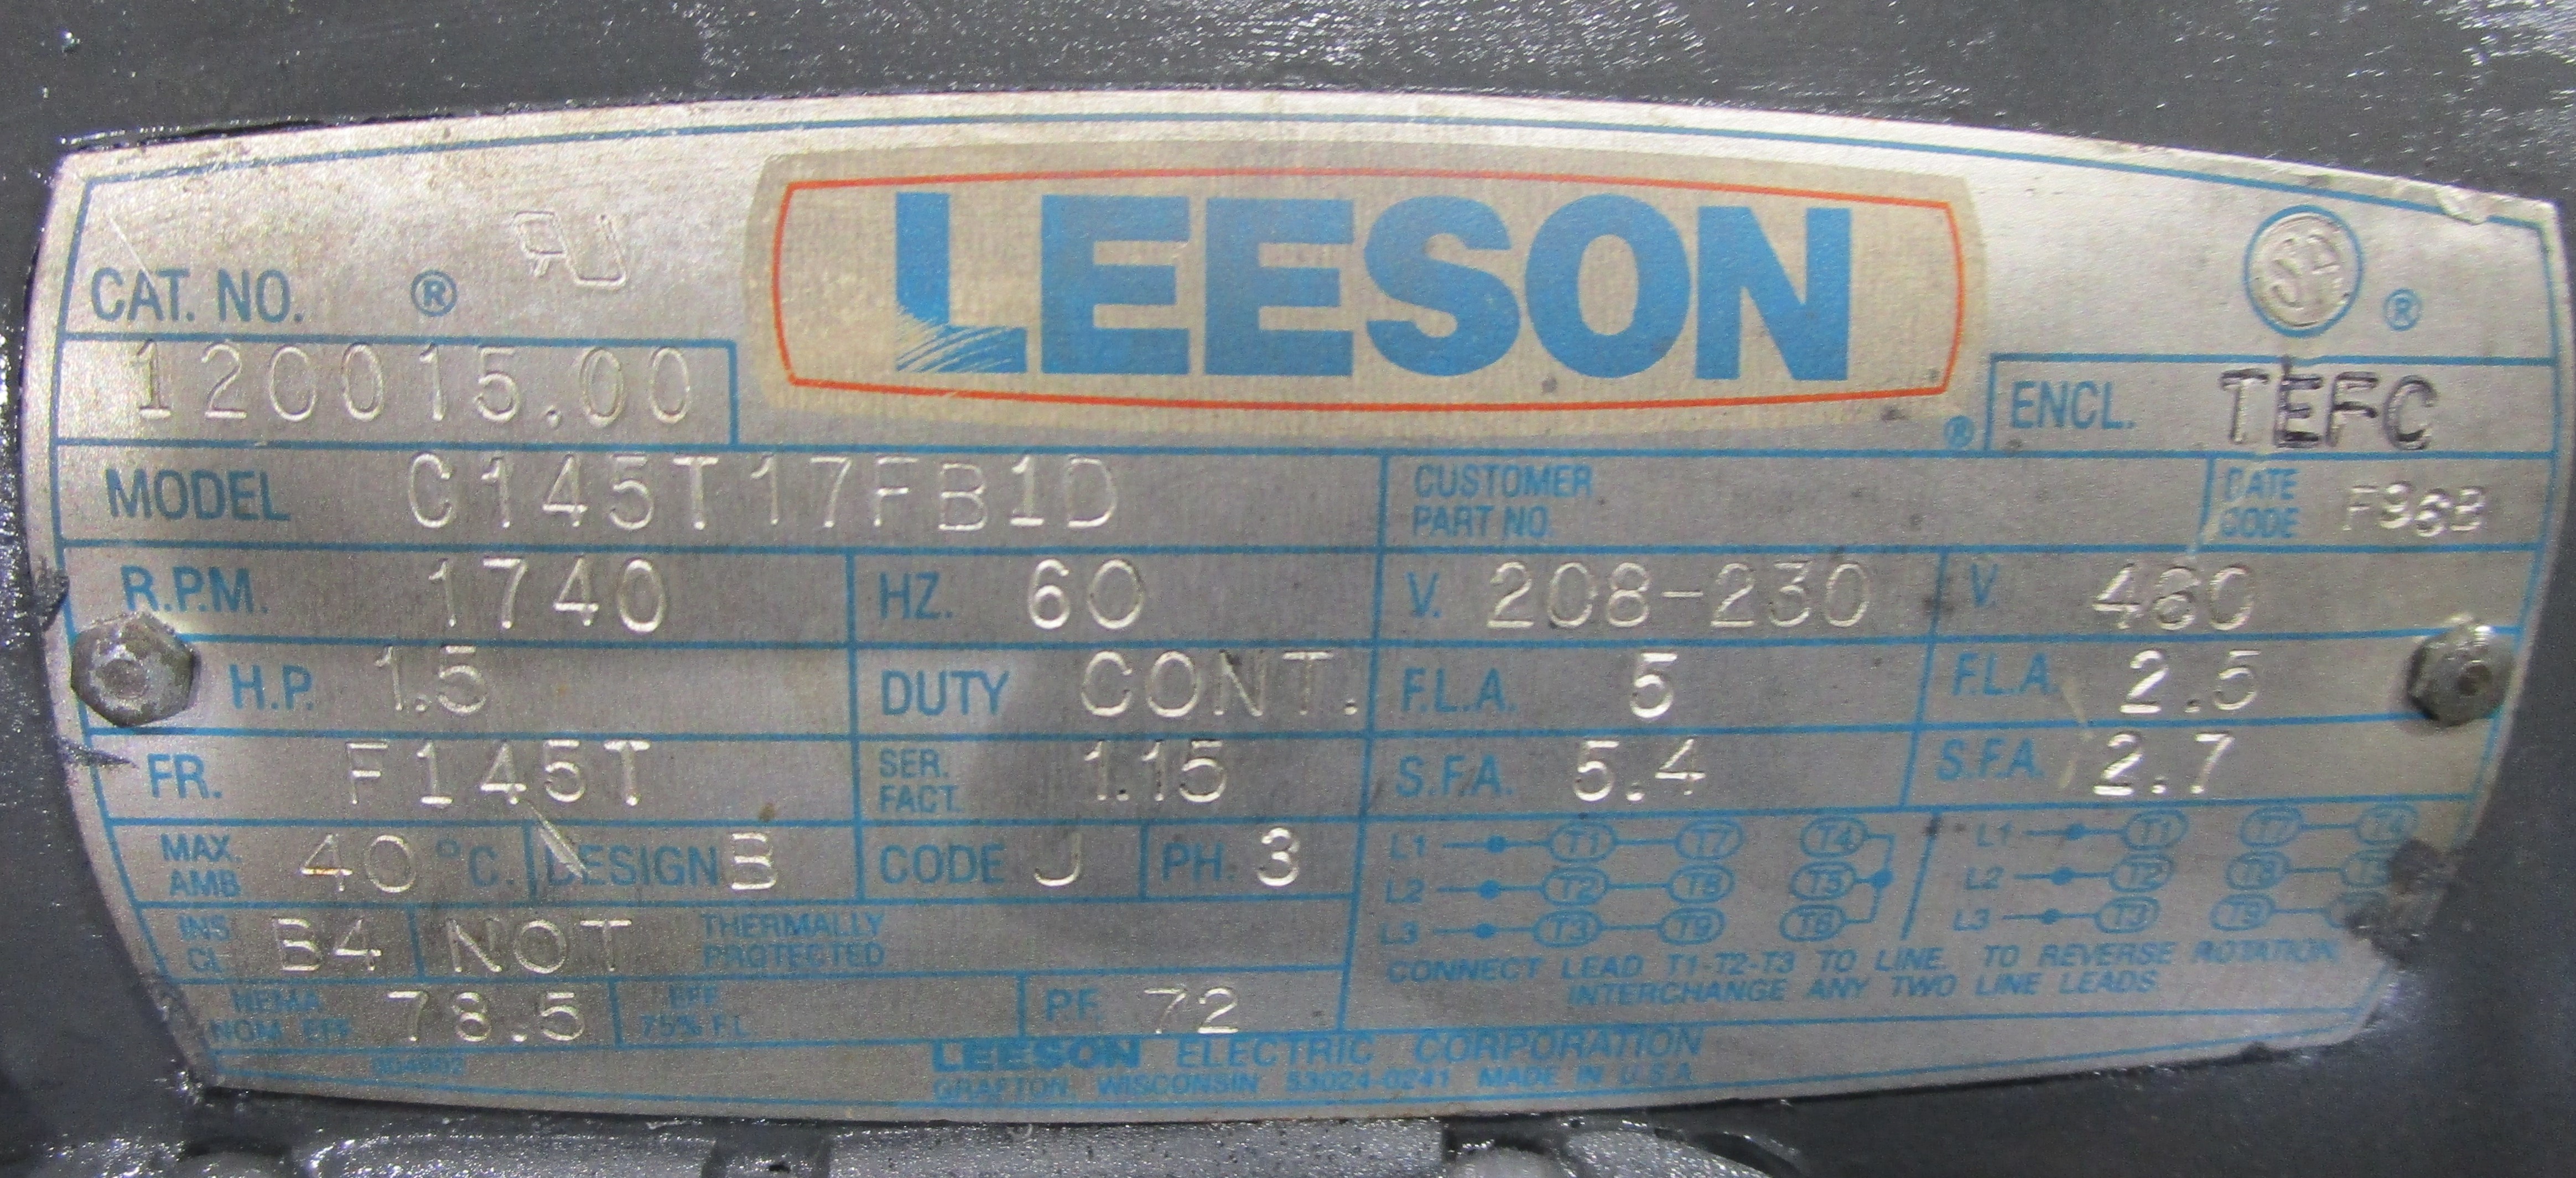 LEESON
CAT. NO. ®
120015.00
®
ENCL. TEFC
MODEL C145T17FB1D
CUSTOMER PART NO.
DATE CODE F96B
R.P.M. 1740 HZ. 60 V. 208-230 V. 460
H.P. 1.5 DUTY CONT. F.L.A. 5 F.L.A. 2.5
FR. F145T SER. FACT. 1.15 S.F.A. 5.4 S.F.A. 2.7
MAX. AMB 40 °C. DESIGN B CODE J PH. 3
INS CL B4 NOT THERMALLY PROTECTED
NEMA NOM. EFF. 78.5 EFF. 75% F.L. P.F. 72
L1 T1 T7 T4 L1 T1 T7 T4
L2 T2 T8 T5 L2 T2 T8
L3 T3 T9 T6 L3 T3 T9
CONNECT LEAD T1-T2-T3 TO LINE. TO REVERSE ROTATION,
INTERCHANGE ANY TWO LINE LEADS.
LEESON ELECTRIC CORPORATION
GRAFTON, WISCONSIN 53024-0241 MADE IN U.S.A.